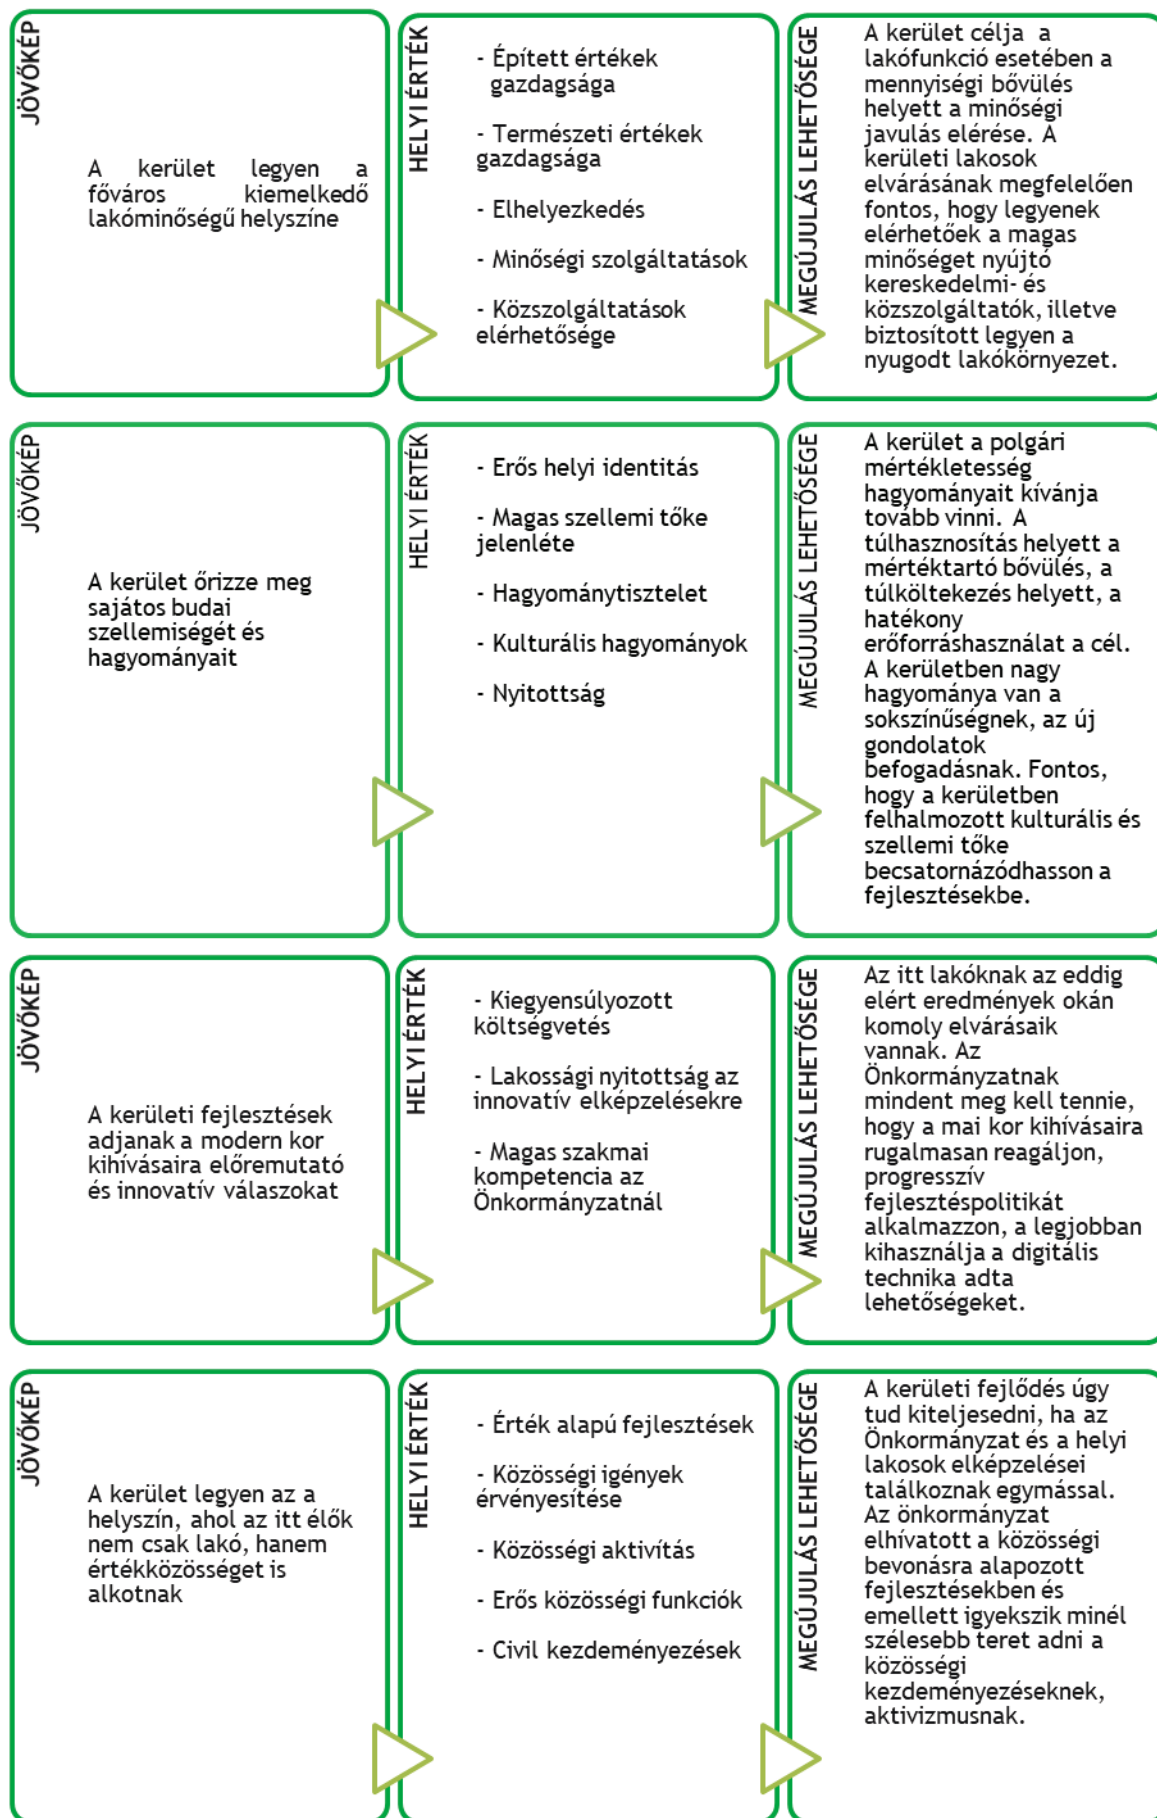 JÖVŐKÉP
A kerület legyen a
főváros kiemelkedő
lakóminőségű helyszíne
HELYI ÉRTÉK
- Épített értékek
gazdagsága
- Természeti értékek
gazdagsága
- Elhelyezkedés
- Minőségi szolgáltatások
- Közszolgáltatások
elérhetősége
MEGÚJULÁS LEHETŐSÉGE
A kerület célja a
lakófunkció esetében a
mennyiségi bővülés
helyett a minőségi
javulás elérése. A
kerületi lakosok
elvárásának megfelelően
fontos, hogy legyenek
elérhetőek a magas
minőséget nyújtó
kereskedelmi- és
közszolgáltatók, illetve
biztosított legyen a
nyugodt lakókörnyezet.
JÖVŐKÉP
A kerület őrizze meg
sajátos budai
szellemiségét és
hagyományait
HELYI ÉRTÉK
- Erős helyi identitás
- Magas szellemi tőke
jelenléte
- Hagyománytisztelet
- Kulturális hagyományok
- Nyitottság
MEGÚJULÁS LEHETŐSÉGE
A kerület a polgári
mértékletesség
hagyományait kívánja
tovább vinni. A
túlhasznosítás helyett a
mértéktartó bővülés, a
túlköltekezés helyett, a
hatékony
erőforráshasználat a cél.
A kerületben nagy
hagyománya van a
sokszínűségnek, az új
gondolatok
befogadásnak. Fontos,
hogy a kerületben
felhalmozott kulturális és
szellemi tőke
becsatornázódhasson a
fejlesztésekbe.
JÖVŐKÉP
A kerületi fejlesztések
adjanak a modern kor
kihívásaira előremutató
és innovatív válaszokat
HELYI ÉRTÉK
- Kiegyensúlyozott
költségvetés
- Lakossági nyitottság az
innovatív elképzelésekre
- Magas szakmai
kompetencia az
Önkormányzatnál
MEGÚJULÁS LEHETŐSÉGE
Az itt lakóknak az eddig
elért eredmények okán
komoly elvárásaik
vannak. Az
Önkormányzatnak
mindent meg kell tennie,
hogy a mai kor kihívásaira
rugalmasan reagáljon,
progresszív
fejlesztéspolitikát
alkalmazzon, a legjobban
kihasználja a digitális
technika adta
lehetőségeket.
JÖVŐKÉP
A kerület legyen az a
helyszín, ahol az itt élők
nem csak lakó, hanem
értékközösséget is
alkotnak
HELYI ÉRTÉK
- Érték alapú fejlesztések
- Közösségi igények
érvényesítése
- Közösségi aktivítás
- Erős közösségi funkciók
- Civil kezdeményezések
MEGÚJULÁS LEHETŐSÉGE
A kerületi fejlődés úgy
tud kiteljesedni, ha az
Önkormányzat és a helyi
lakosok elképzelései
találkoznak egymással.
Az önkormányzat
elhívatott a közösségi
bevonásra alapozott
fejlesztésekben és
emellett igyekszik minél
szélesebb teret adni a
közösségi
kezdeményezéseknek,
aktivizmusnak.